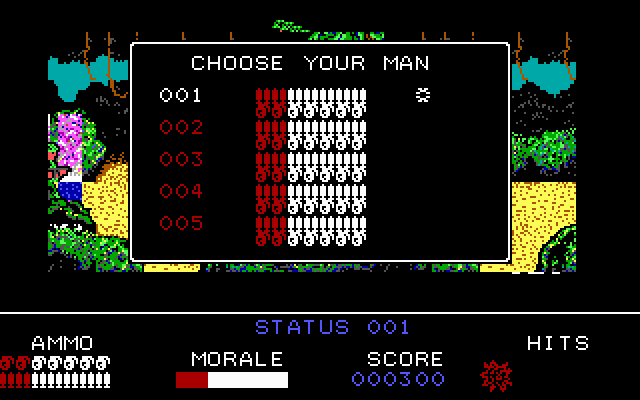 CHOOSE YOUR MAN
001
002
003
004
005
STATUS 001
AMMO
MORALE
SCORE
000300
HITS